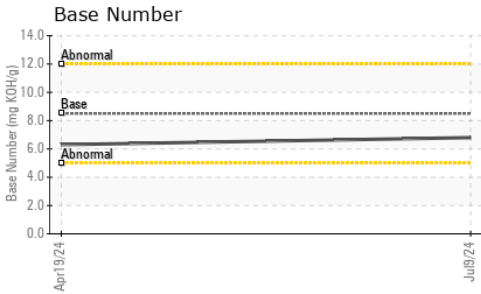 Base Number
Base Number (mg KOH/g)
14.0
12.0
10.0
8.0
6.0
4.0
2.0
0.0
Abnormal
Base
Abnormal
Apr19/24
Jul9/24